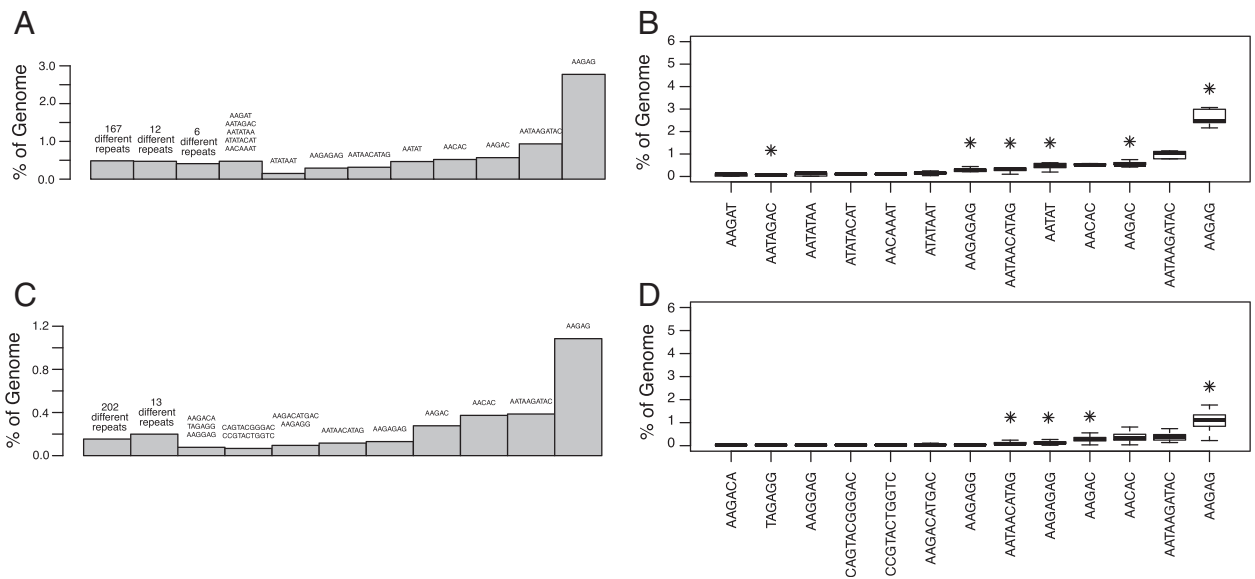 A
% of Genome
3.0
2.0
1.0
0.0
167
different
repeats
12
different
repeats
6
different
repeats
AAGAT
AATAGAC
AATATAA
ATATACAT
AACAAAT
ATATAAT
AAGAGAG
AATAACATAG
AATAT
AACAC
AAGAC
AATAAGATAC
AAGAG
B
% of Genome
6
5
4
3
2
1
0
*
*
*
*
*
*
AAGAT
AATAGAC
AATATAA
ATATACAT
AACAAAT
ATATAAT
AAGAGAG
AATAACATAG
AATAT
AACAC
AAGAC
AATAAGATAC
AAGAG
C
% of Genome
1.2
0.8
0.4
0.0
202
different
repeats
13
different
repeats
AAGACA
TAGAGG
AAGGAG
CAGTACGGGAC
CCGTACTGGTC
AAGACATGAC
AAGAGG
AATAACATAG
AAGAGAG
AAGAC
AACAC
AATAAGATAC
AAGAG
D
% of Genome
6
5
4
3
2
1
0
*
*
*
*
AAGACA
TAGAGG
AAGGAG
CAGTACGGGAC
CCGTACTGGTC
AAGACATGAC
AAGAGG
AATAACATAG
AAGAGAG
AAGAC
AACAC
AATAAGATAC
AAGAG